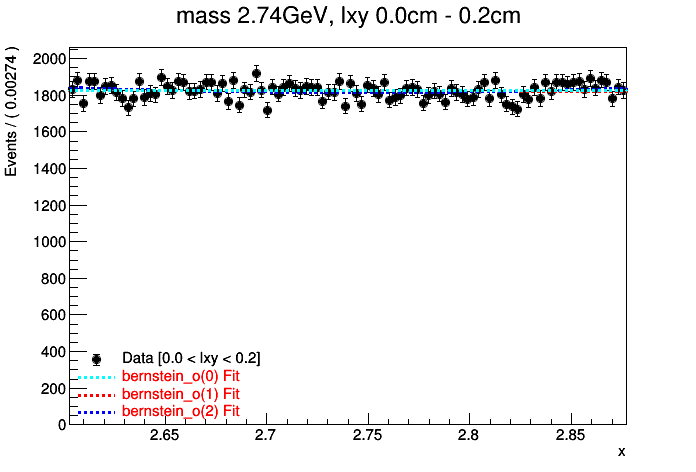 mass 2.74GeV, lxy 0.0cm - 0.2cm
Events / ( 0.00274 )
2000
1800
1600
1400
1200
1000
800
600
400
200
0
Data [0.0 < lxy < 0.2]
bernstein_o(0) Fit
bernstein_o(1) Fit
bernstein_o(2) Fit
2.65 2.7 2.75 2.8 2.85
x